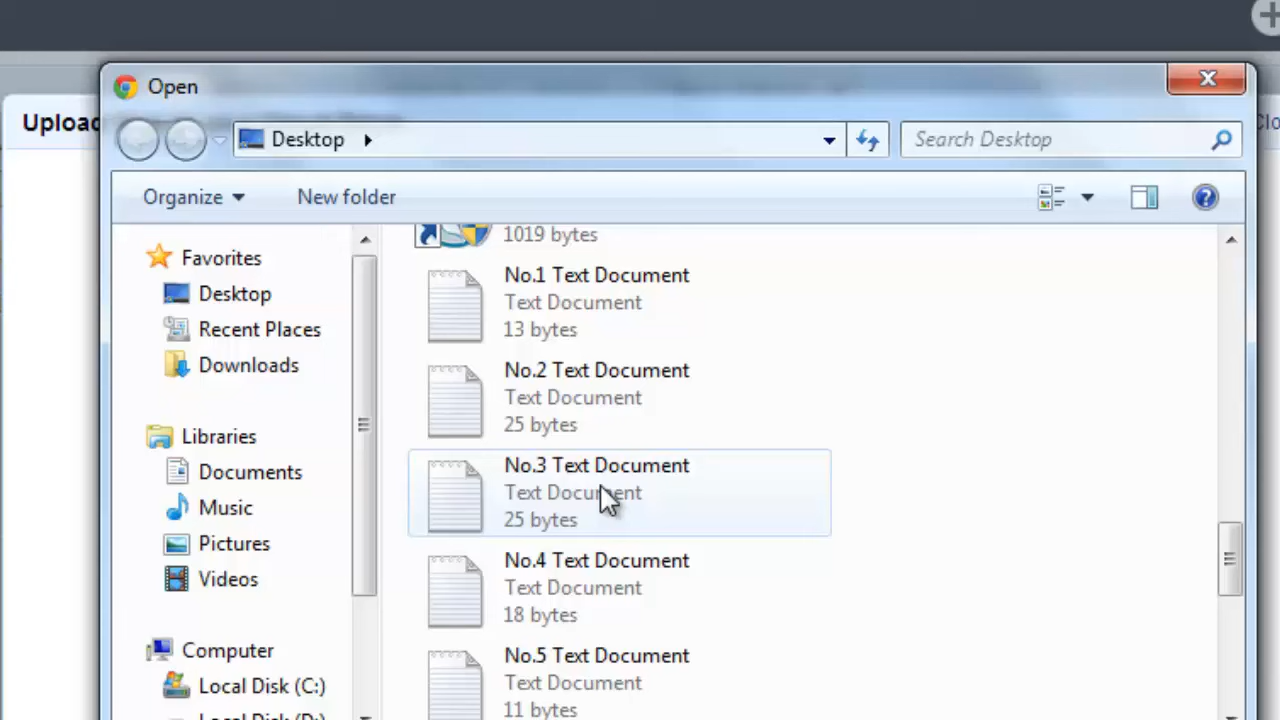 Open
Upload
Desktop
Search Desktop
Organize
New folder
Favorites
Desktop
Recent Places
Downloads
Libraries
Documents
Music
Pictures
Videos
Computer
Local Disk (C:)
1019 bytes
No.1 Text Document
Text Document
13 bytes
No.2 Text Document
Text Document
25 bytes
No.3 Text Document
Text Document
25 bytes
No.4 Text Document
Text Document
18 bytes
No.5 Text Document
Text Document
11 bytes